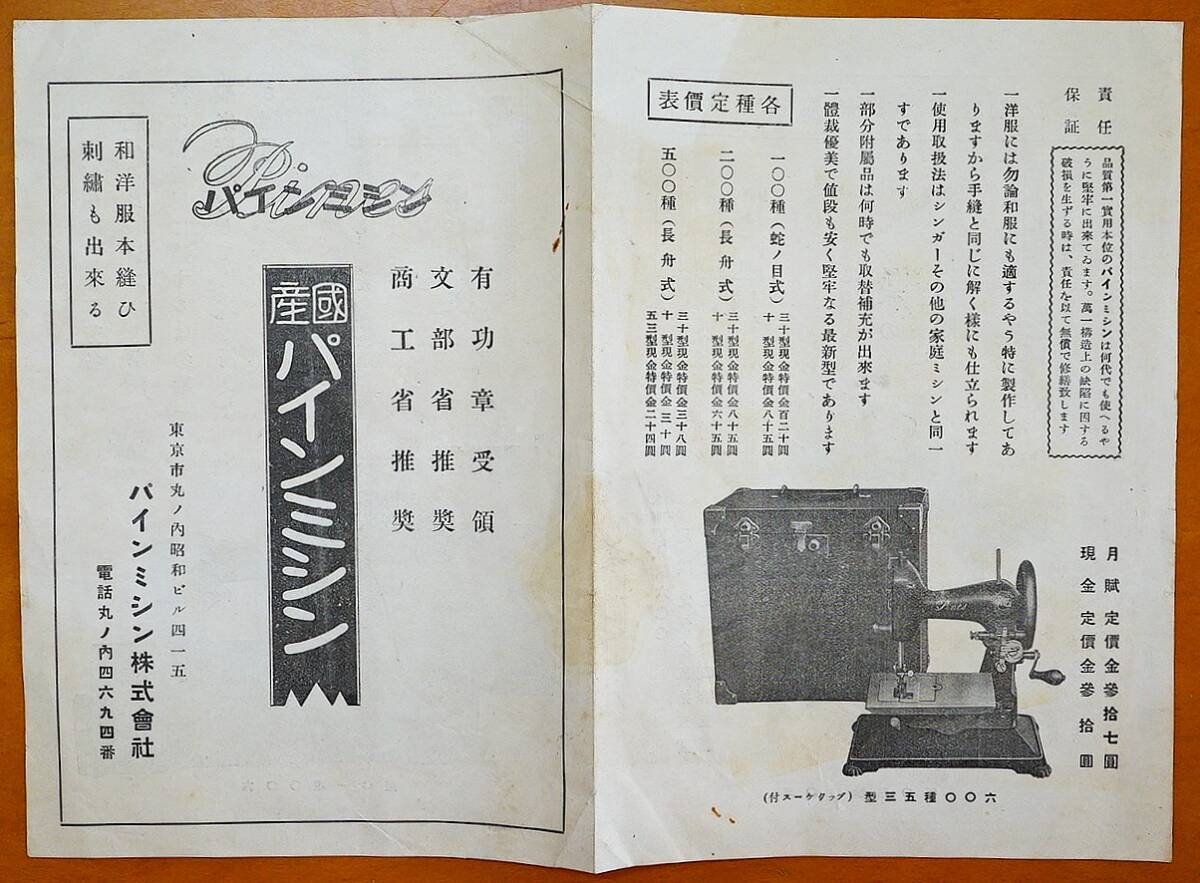 責任
保証
品質第一實用本位のパインミシンは何代でも使へるや
うに堅牢に出來てゐます。萬一構造上の缺陷に因する
破損を生ずる時は、責任を以て無償で修繕致します
一洋服には勿論和服にも適するやう特に製作してあ
りますから手縫と同じに解く樣にも仕立られます
一使用取扱法はシンガーその他の家庭ミシンと同一
すであります
一部分附屬品は何時でも取替補充が出來ます
一體裁優美で値段も安く堅牢なる最新型であります
各種定價表
一〇〇種(蛇ノ目式)
三十型現金特價金百二十圓
十型現金特價金八十五圓
二〇〇種(長舟式)
三十型現金特價金八十五圓
十型現金特價金六十五圓
五〇〇種(長舟式)
三十型現金特價金三十八圓
十型現金特價金三十圓
五三型現金特價金二十四圓
月賦定價金參拾七圓
現金定價金參拾圓
六〇〇種五三型(プッタケース付)
Pine
パインミシン
有功章受領
文部省推奬
商工省推奬
國産
パインミシン
和洋服本縫ひ
刺繡も出來る
東京市丸ノ內昭和ビル四一五
パインミシン株式會社
電話丸ノ內四六九四番